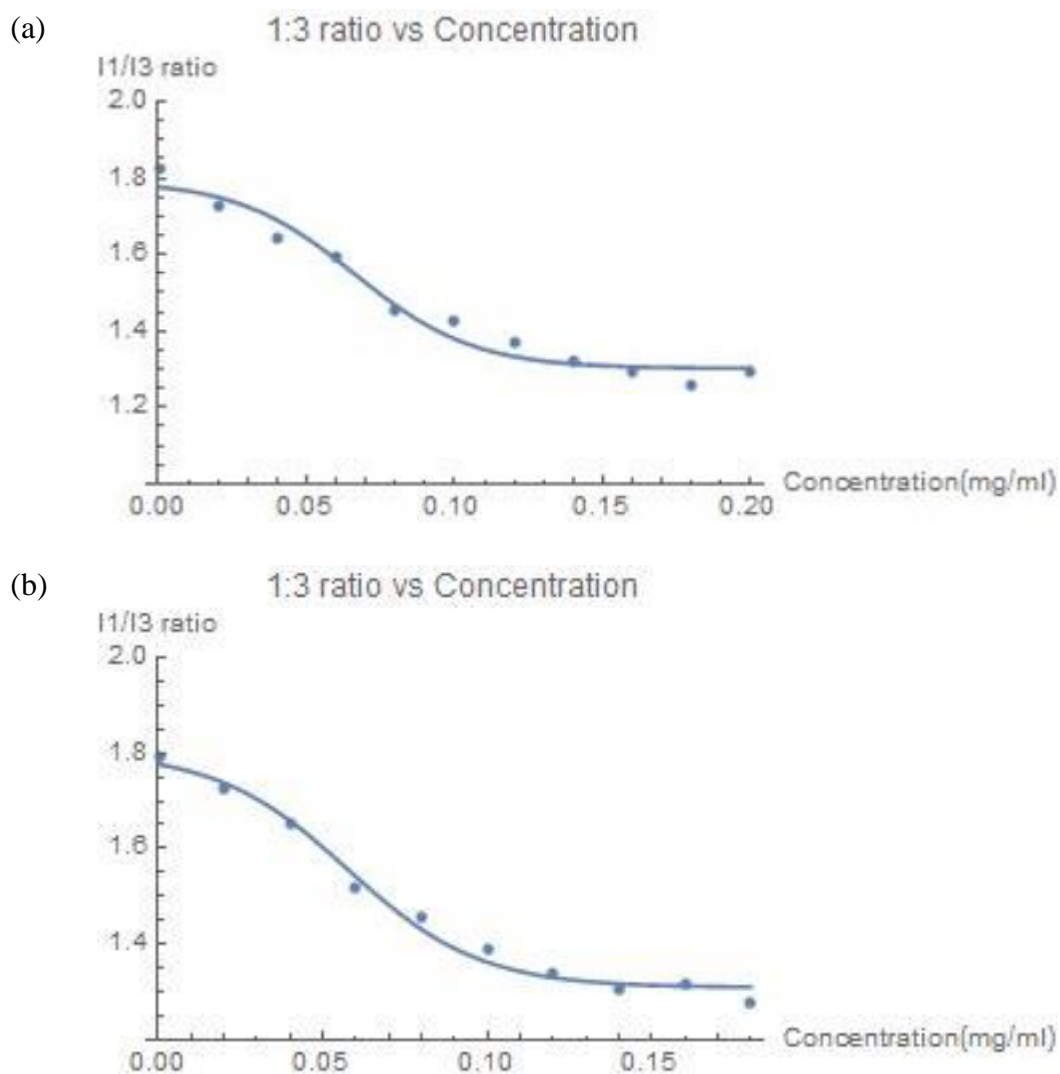 (a)
1:3 ratio vs Concentration
I1/I3 ratio
2.0
1.8
1.6
1.4
1.2
0.00 0.05 0.10 0.15 0.20
Concentration(mg/ml)
(b)
1:3 ratio vs Concentration
I1/I3 ratio
2.0
1.8
1.6
1.4
0.00 0.05 0.10 0.15
Concentration(mg/ml)